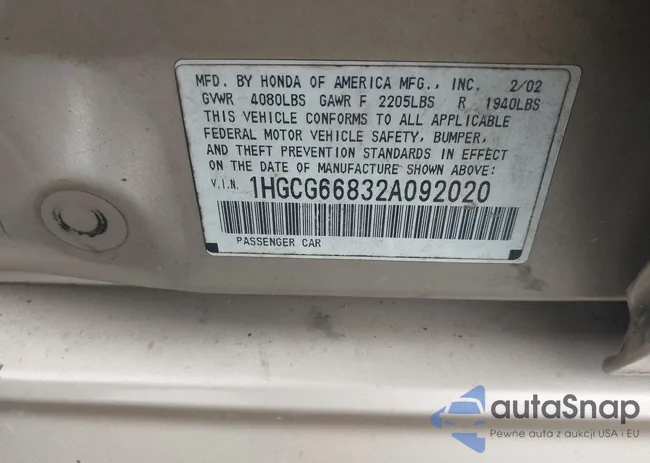 MFD. BY HONDA OF AMERICA MFG., INC. 2/02
GVWR 4080LBS GAWR F 2205LBS R 1940LBS
THIS VEHICLE CONFORMS TO ALL APPLICABLE
FEDERAL MOTOR VEHICLE SAFETY, BUMPER,
AND THEFT PREVENTION STANDARDS IN EFFECT
ON THE DATE OF MANUFACTURE SHOWN ABOVE:
V.I.N. 1HGCG66832A092020
PASSENGER CAR
autaSnap
Pewne auta z aukcji USA i EU